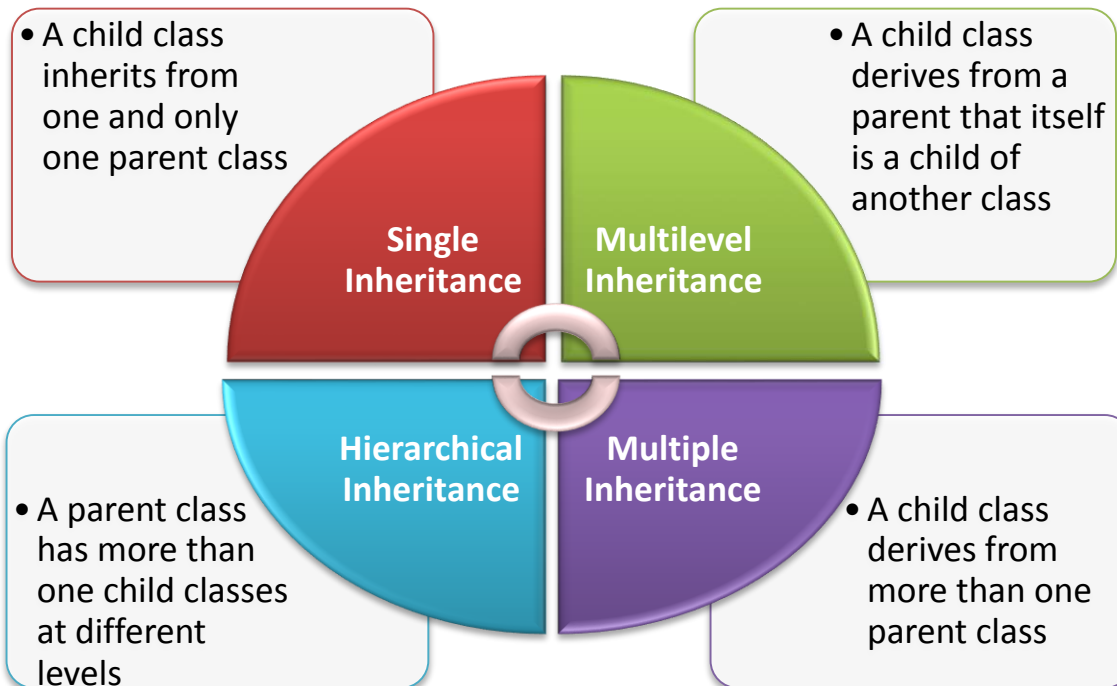 • A child class
inherits from
one and only
one parent class
• A child class
derives from a
parent that itself
is a child of
another class
Single
Inheritance
Multilevel
Inheritance
Hierarchical
Inheritance
Multiple
Inheritance
• A parent class
has more than
one child classes
at different
levels
• A child class
derives from
more than one
parent class